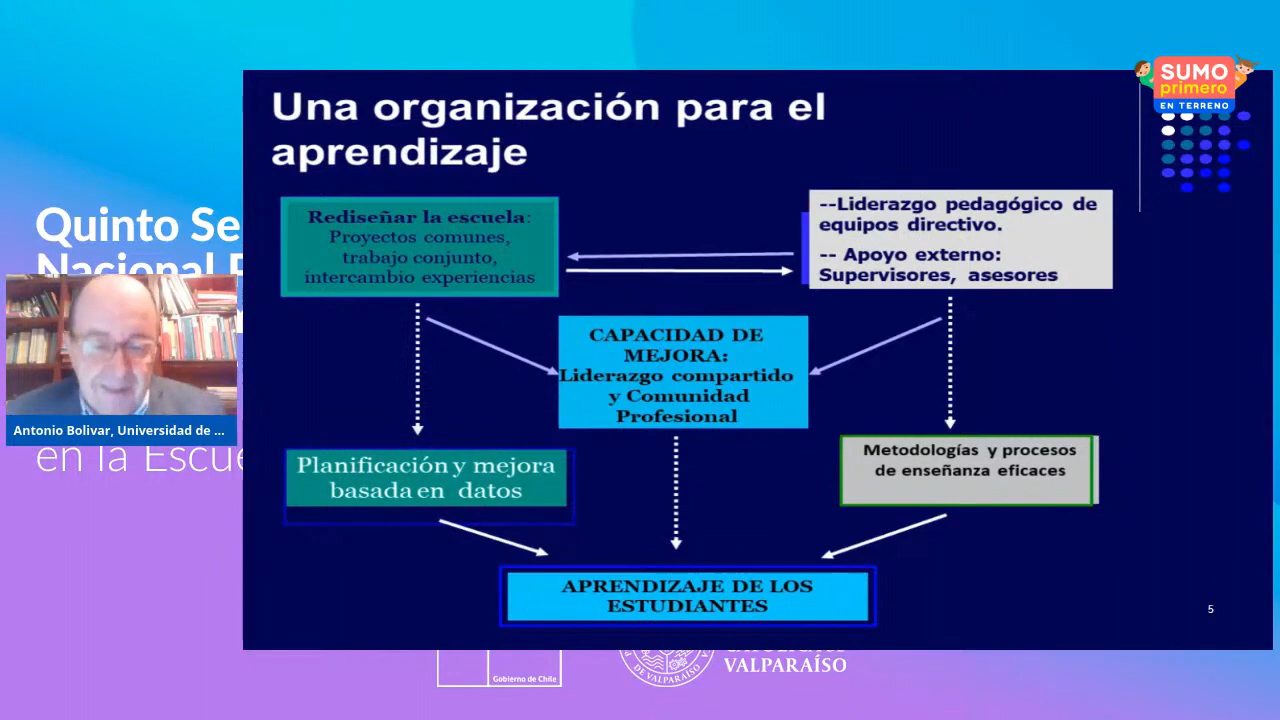 SUMO
primero
EN TERRENO
Una organización para el
aprendizaje
Quinto Se
Nacional
en la Escue
Antonio Bolivar, Universidad de ...
Rediseñar la escuela:
Proyectos comunes,
trabajo conjunto,
intercambio experiencias
--Liderazgo pedagógico de
equipos directivo.
-- Apoyo externo:
Supervisores, asesores
CAPACIDAD DE
MEJORA:
Liderazgo compartido
y Comunidad
Profesional
Planificación y mejora
basada en datos
Metodologías y procesos
de enseñanza eficaces
APRENDIZAJE DE LOS
ESTUDIANTES
5
Gobierno de Chile
DE VALPARAÍSO
VALPARAÍSO